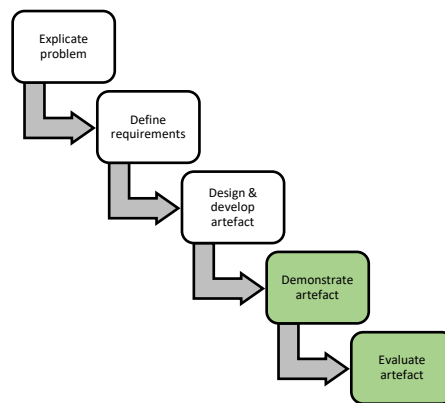 Explicate
problem
Define
requirements
Design &
develop
artefact
Demonstrate
artefact
Evaluate
artefact